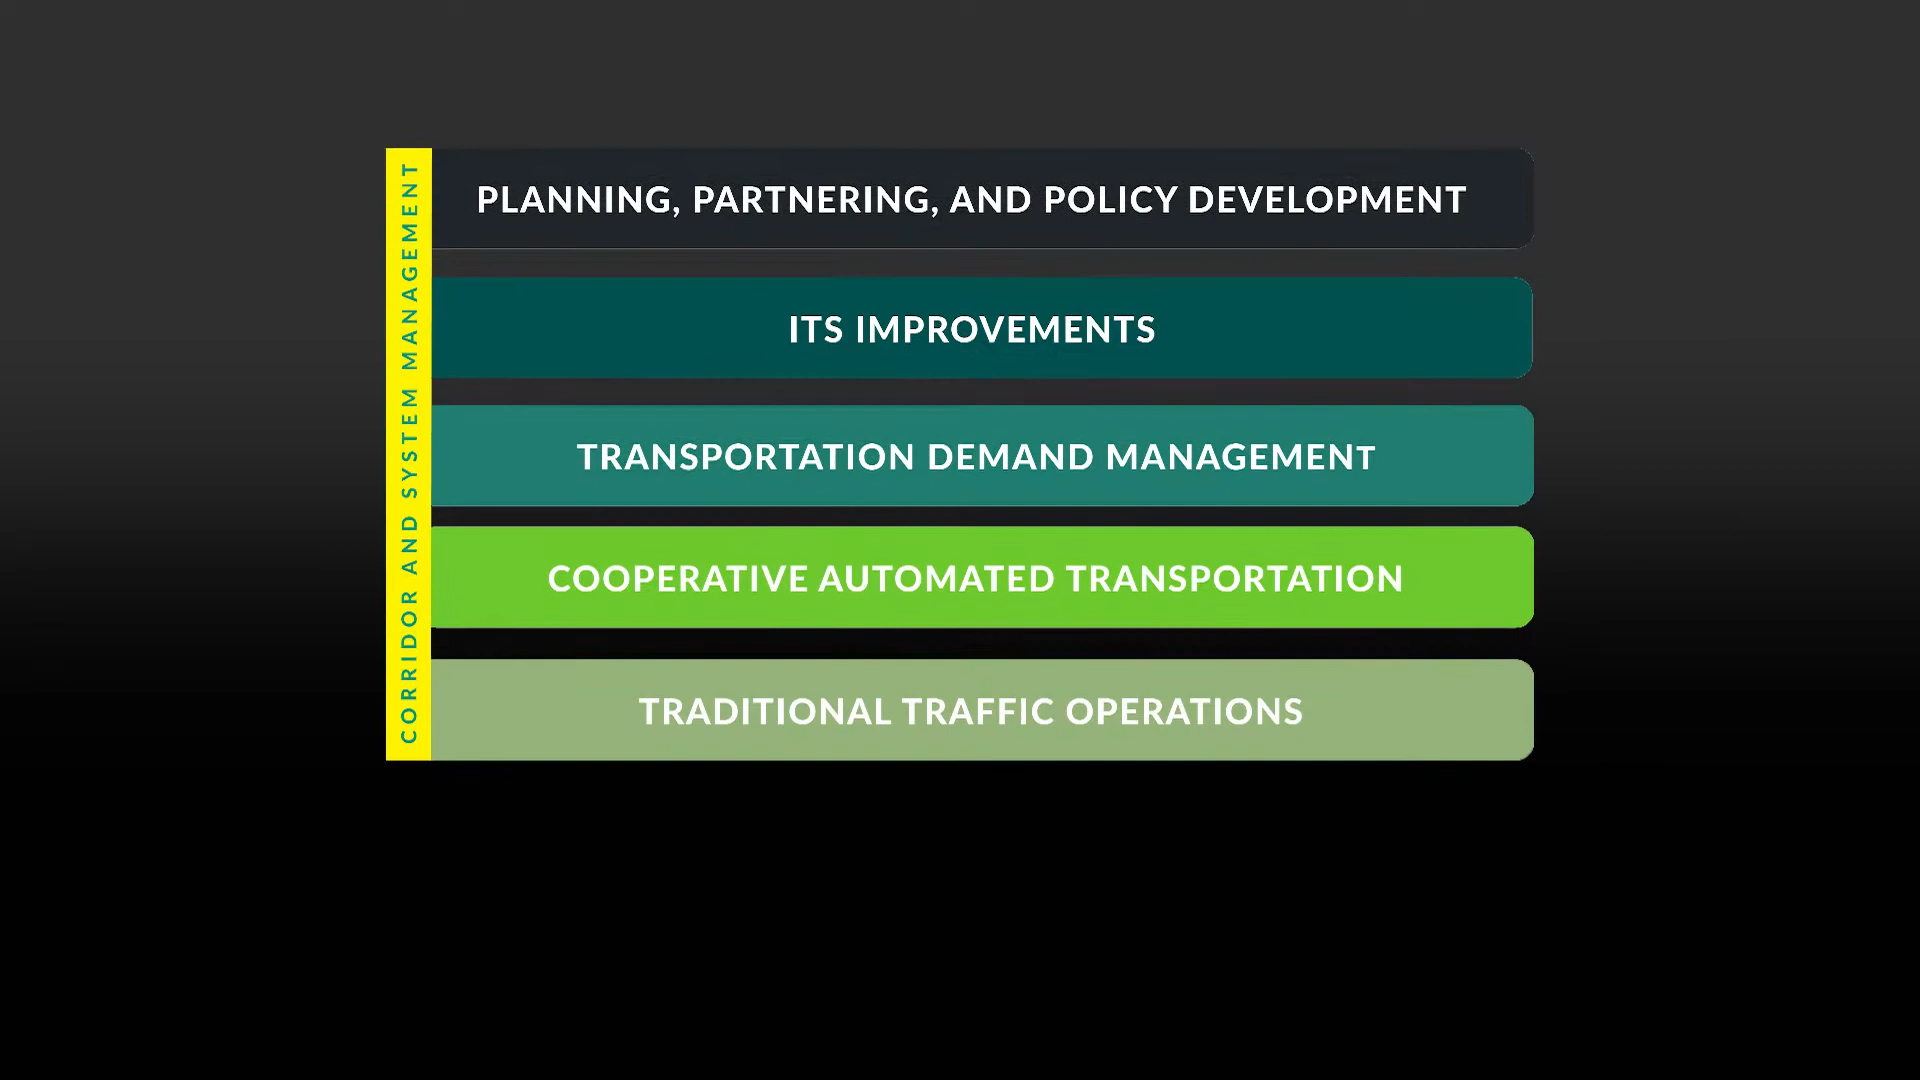 CORRIDOR AND SYSTEM MANAGEMENT
PLANNING, PARTNERING, AND POLICY DEVELOPMENT
ITS IMPROVEMENTS
TRANSPORTATION DEMAND MANAGEMENT
COOPERATIVE AUTOMATED TRANSPORTATION
TRADITIONAL TRAFFIC OPERATIONS